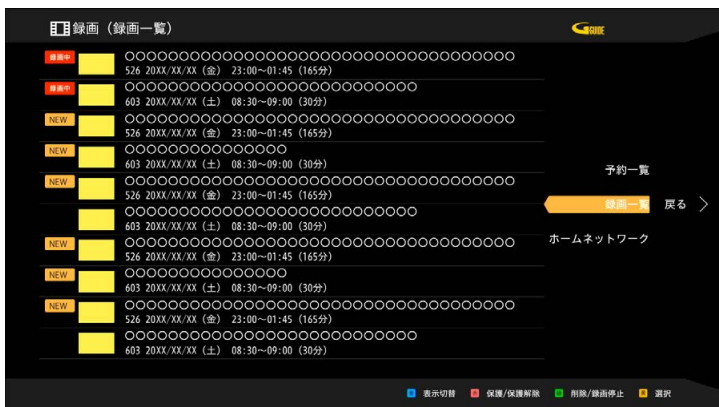 録画（録画一覧）
G GUIDE
録画中
○○○○○○○○○○○○○○○○○○○○○○○○○○○○○○○○○○○○
526 20XX/XX/XX（金） 23:00～01:45（165分）
録画中
○○○○○○○○○○○○○○○○○○○○○○○○○○○
603 20XX/XX/XX（土） 08:30～09:00（30分）
NEW
○○○○○○○○○○○○○○○○○○○○○○○○○○○○○○○○○○○○
526 20XX/XX/XX（金） 23:00～01:45（165分）
NEW
○○○○○○○○○○○○○○○
603 20XX/XX/XX（土） 08:30～09:00（30分）
NEW
○○○○○○○○○○○○○○○○○○○○○○○○○○○○○○○○○○○○
526 20XX/XX/XX（金） 23:00～01:45（165分）
○○○○○○○○○○○○○○○○○○○○○○○○○○○
603 20XX/XX/XX（土） 08:30～09:00（30分）
NEW
○○○○○○○○○○○○○○○○○○○○○○○○○○○○○○○○○○○○
526 20XX/XX/XX（金） 23:00～01:45（165分）
NEW
○○○○○○○○○○○○○○○
603 20XX/XX/XX（土） 08:30～09:00（30分）
NEW
○○○○○○○○○○○○○○○○○○○○○○○○○○○○○○○○○○○○
526 20XX/XX/XX（金） 23:00～01:45（165分）
○○○○○○○○○○○○○○○○○○○○○○○○○○○
603 20XX/XX/XX（土） 08:30～09:00（30分）
予約一覧
録画一覧 戻る
ホームネットワーク
青 表示切替 赤 保護/保護解除 緑 削除/録画停止 黄 選択